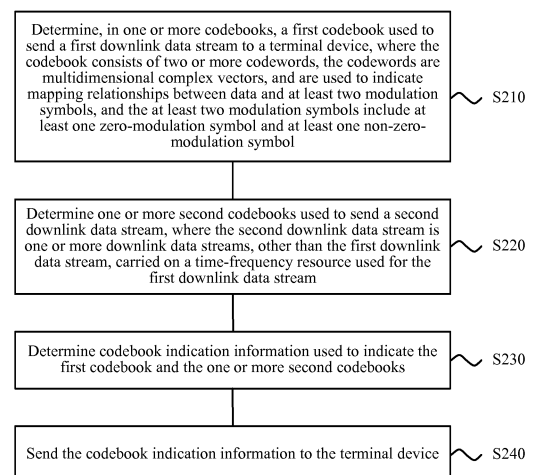 Determine, in one or more codebooks, a first codebook used to
send a first downlink data stream to a terminal device, where the
codebook consists of two or more codewords, the codewords are
multidimensional complex vectors, and are used to indicate
mapping relationships between data and at least two modulation
symbols, and the at least two modulation symbols include at
least one zero-modulation symbol and at least one non-zero-
modulation symbol
S210
Determine one or more second codebooks used to send a second
downlink data stream, where the second downlink data stream is
one or more downlink data streams, other than the first downlink
data stream, carried on a time-frequency resource used for the
first downlink data stream
S220
Determine codebook indication information used to indicate the
first codebook and the one or more second codebooks
S230
Send the codebook indication information to the terminal device
S240